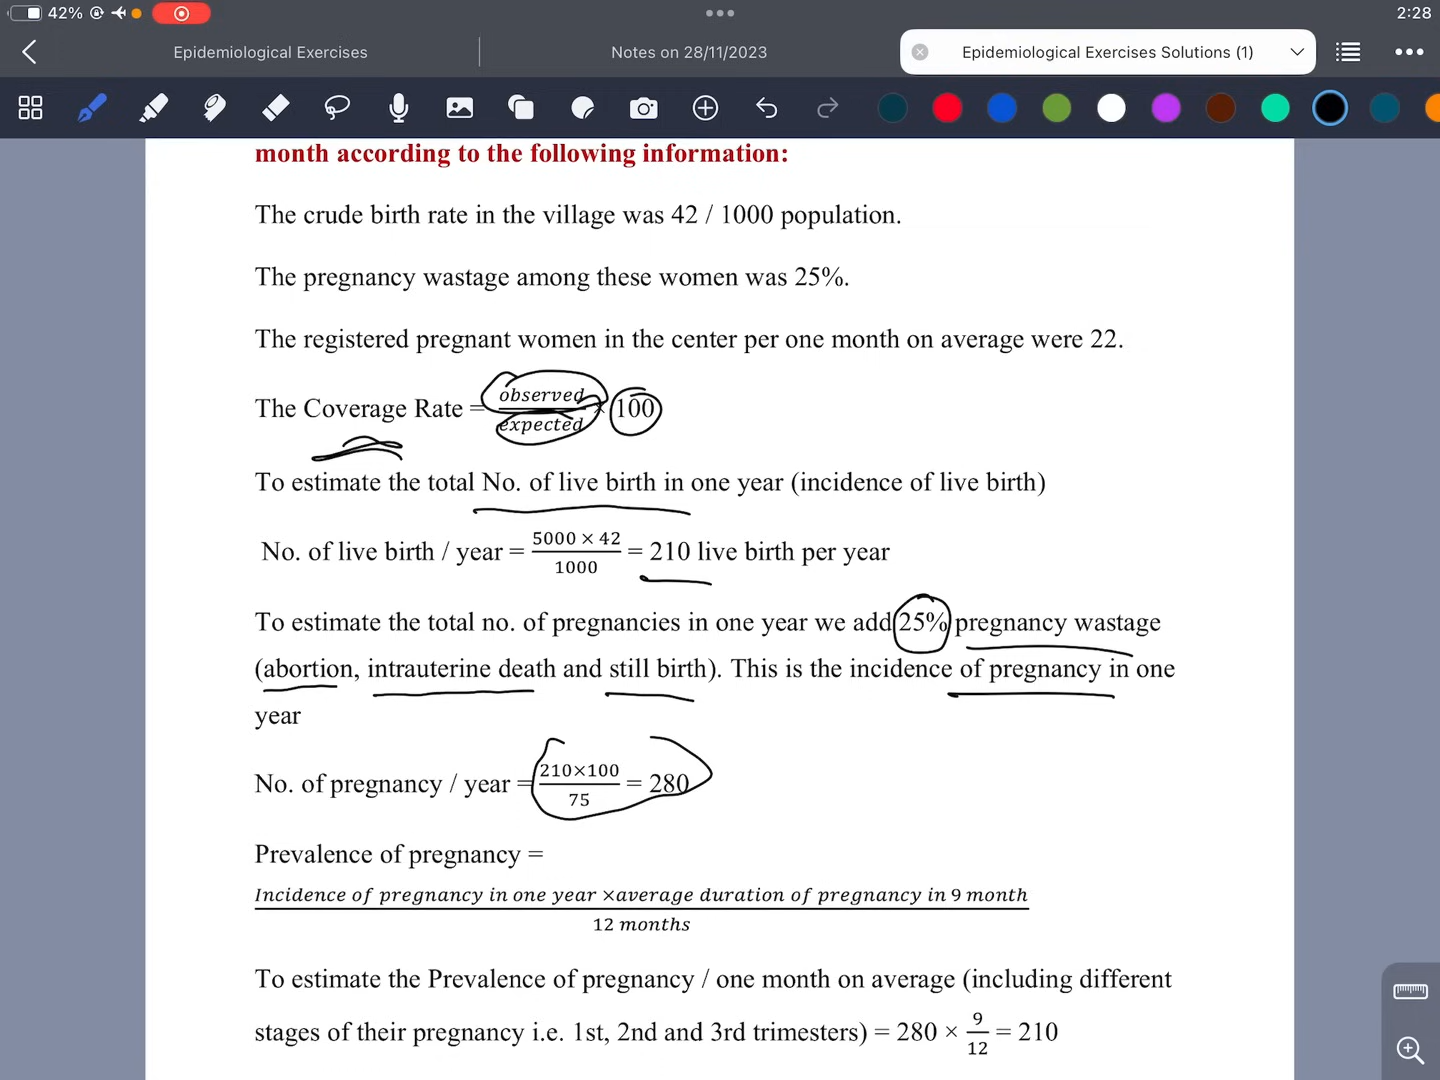 42%
2:28
Epidemiological Exercises
Notes on 28/11/2023
Epidemiological Exercises Solutions (1)
month according to the following information:
The crude birth rate in the village was 42 / 1000 population.
The pregnancy wastage among these women was 25%.
The registered pregnant women in the center per one month on average were 22.
The Coverage Rate = observed / expected × 100
To estimate the total No. of live birth in one year (incidence of live birth)
No. of live birth / year = 5000 × 42 / 1000 = 210 live birth per year
To estimate the total no. of pregnancies in one year we add 25% pregnancy wastage
(abortion, intrauterine death and still birth). This is the incidence of pregnancy in one
year
No. of pregnancy / year = 210×100 / 75 = 280
Prevalence of pregnancy =
Incidence of pregnancy in one year ×average duration of pregnancy in 9 month
12 months
To estimate the Prevalence of pregnancy / one month on average (including different
stages of their pregnancy i.e. 1st, 2nd and 3rd trimesters) = 280 × 9 / 12 = 210